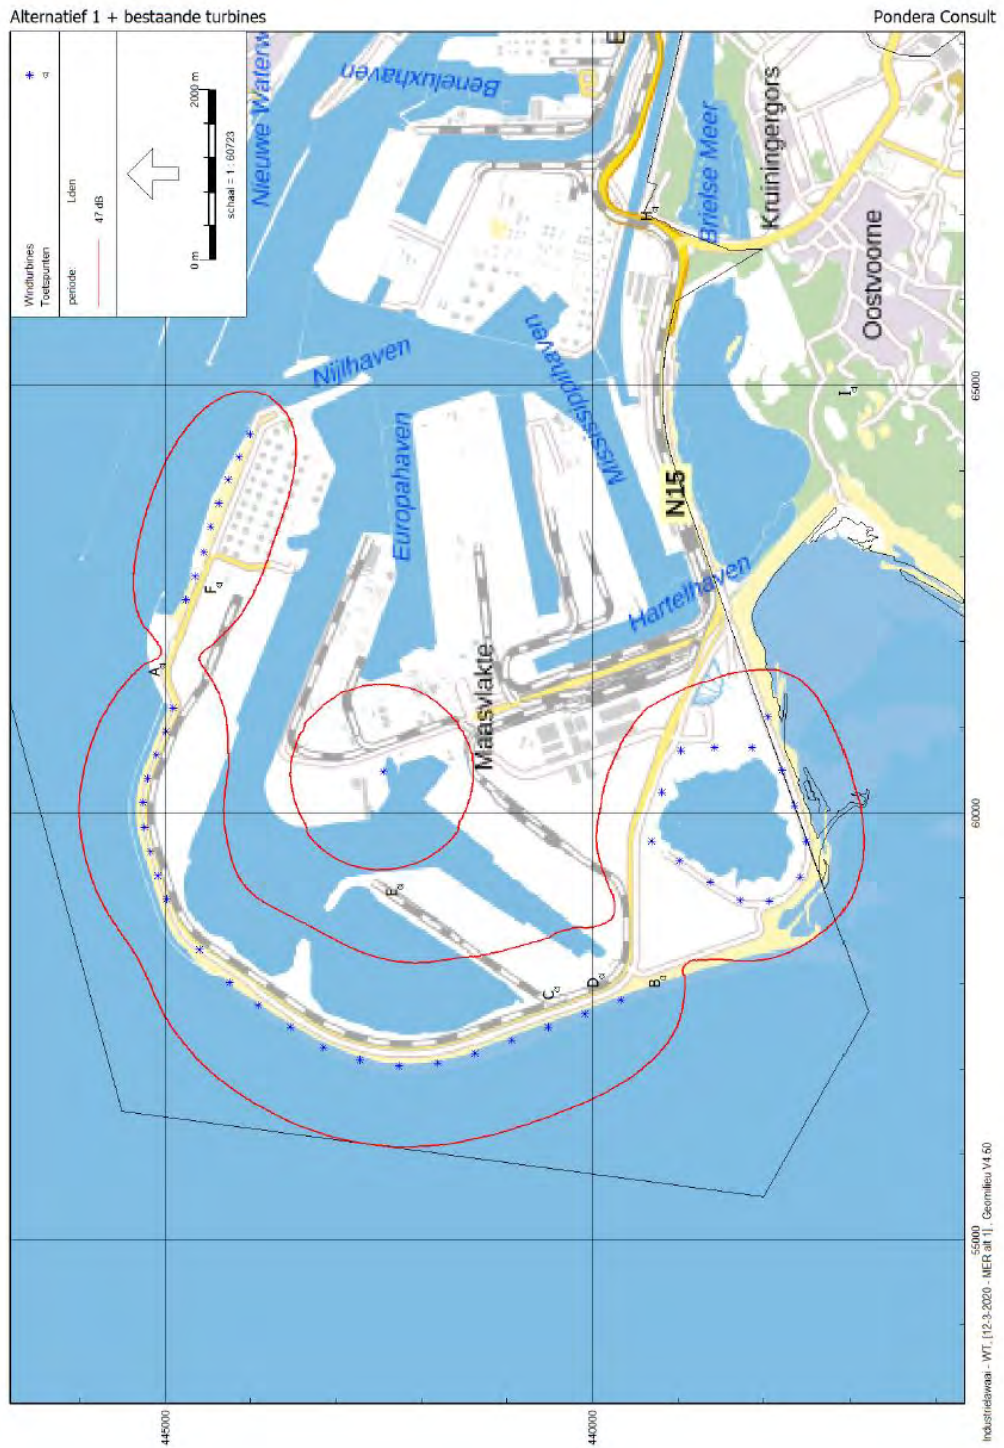 Alternatief 1 + bestaande turbines
Pondera Consult
Windturbines
Toetspunten
periode:
Lden
47 dB
0 m
2000 m
schaal = 1 : 60723
Nieuwe Waterw
Beneluxhaven
E
Brielse Meer
Kruiningergors
H
Oostvoorne
I
Nijlhaven
Mississippihaven
Europahaven
N15
Hartelhaven
Maasvlakte
F
A
E
C
D
B
65000
60000
55000
445000
440000
Industrielawaai - WT, [12-3-2020 - MER alt 1] , Geomilieu V4.50